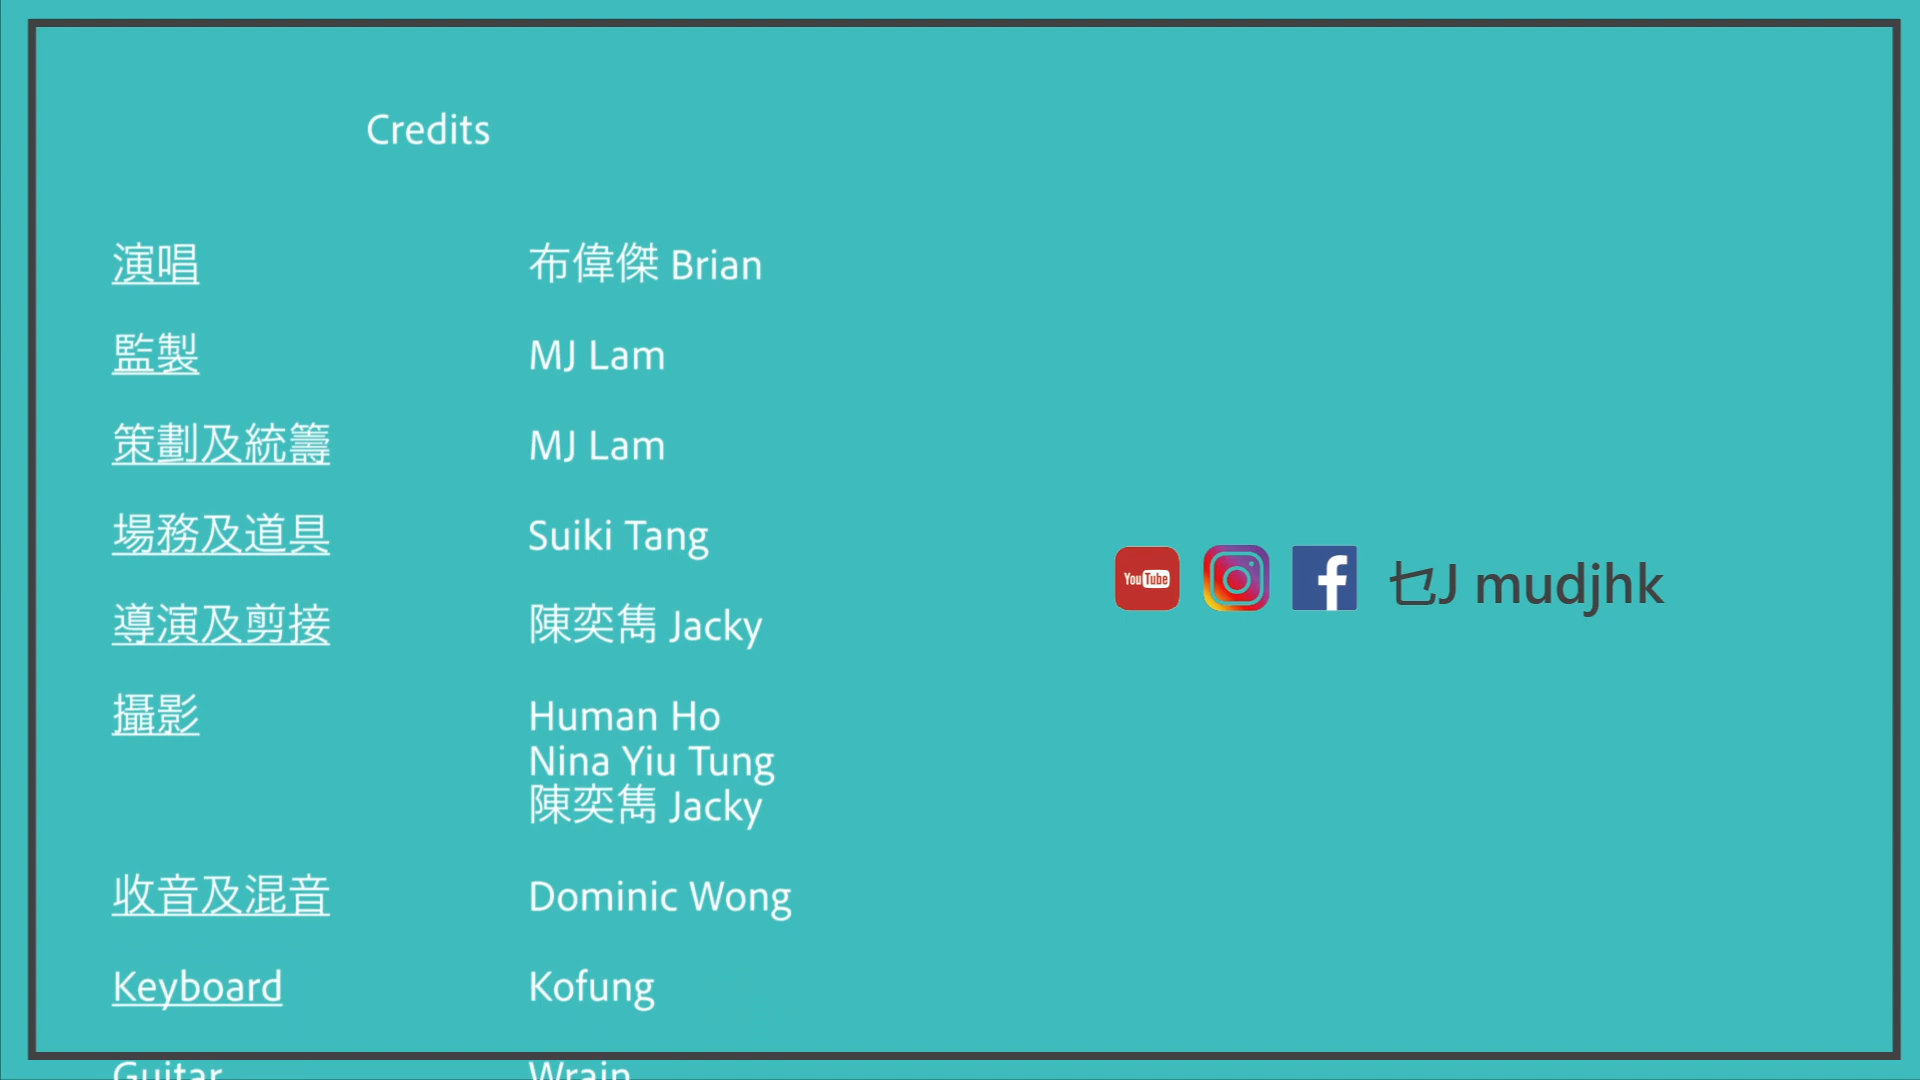 Credits
演唱 布偉傑 Brian
監製 MJ Lam
策劃及統籌 MJ Lam
場務及道具 Suiki Tang
導演及剪接 陳奕雋 Jacky
攝影 Human Ho
Nina Yiu Tung
陳奕雋 Jacky
收音及混音 Dominic Wong
Keyboard Kofung
Guitar Wrain
YouTube
乜J mudjhk